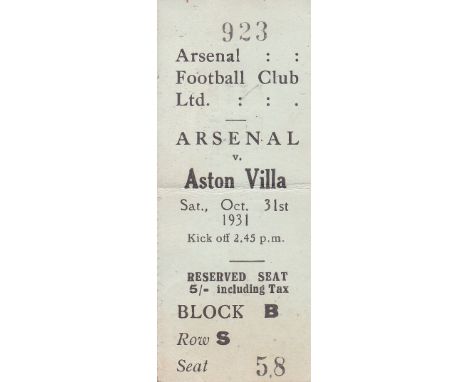 923
Arsenal : :
Football Club
Ltd. : : .
ARSENAL
v.
Aston Villa
Sat., Oct. 31st
1931
Kick off 2.45 p.m.
RESERVED SEAT
5/- including Tax
BLOCK B
Row S
Seat 58